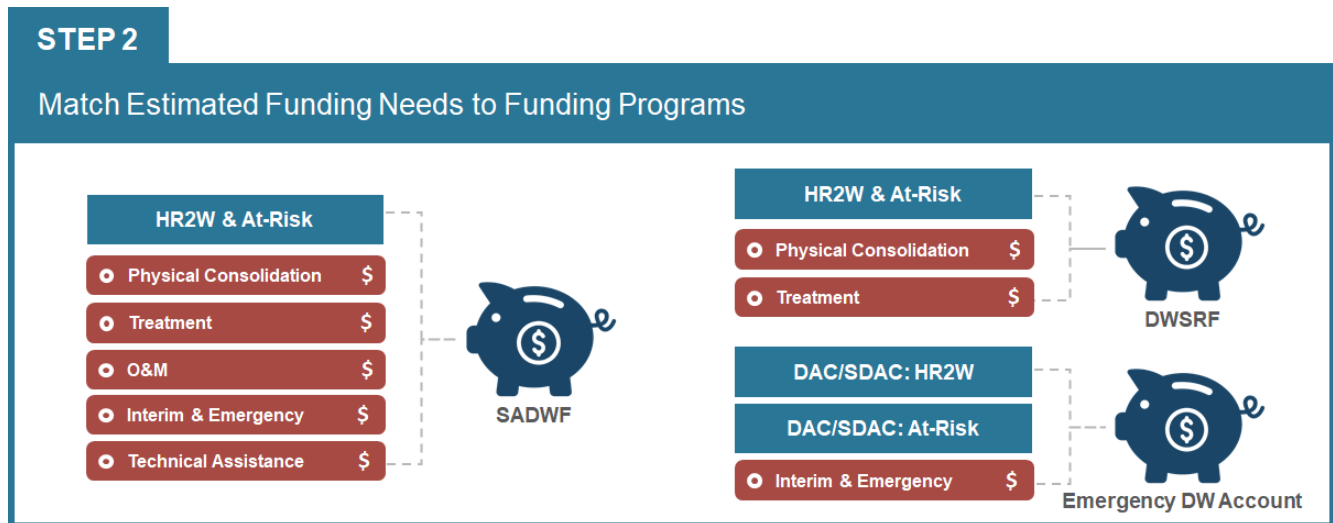 STEP 2
Match Estimated Funding Needs to Funding Programs
HR2W & At-Risk
Physical Consolidation $
Treatment $
O&M $
Interim & Emergency $
Technical Assistance $
$
SADWF
HR2W & At-Risk
Physical Consolidation $
Treatment $
$
DWSRF
DAC/SDAC: HR2W
DAC/SDAC: At-Risk
Interim & Emergency $
$
Emergency DW Account